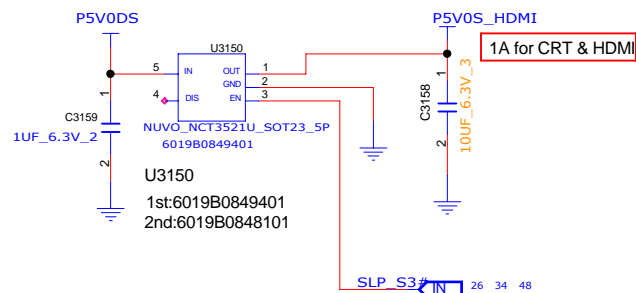 P5V0DS
P5V0S_HDMI
1A for CRT & HDMI
U3150
5 IN OUT 1
GND 2
4 DIS EN 3
C3159
1UF_6.3V_2
1
2
NUVO_NCT3521U_SOT23_5P
6019B0849401
C3158
10UF_6.3V_3
1
2
U3150
1st:6019B0849401
2nd:6019B0848101
SLP_S3# IN 26 34 48